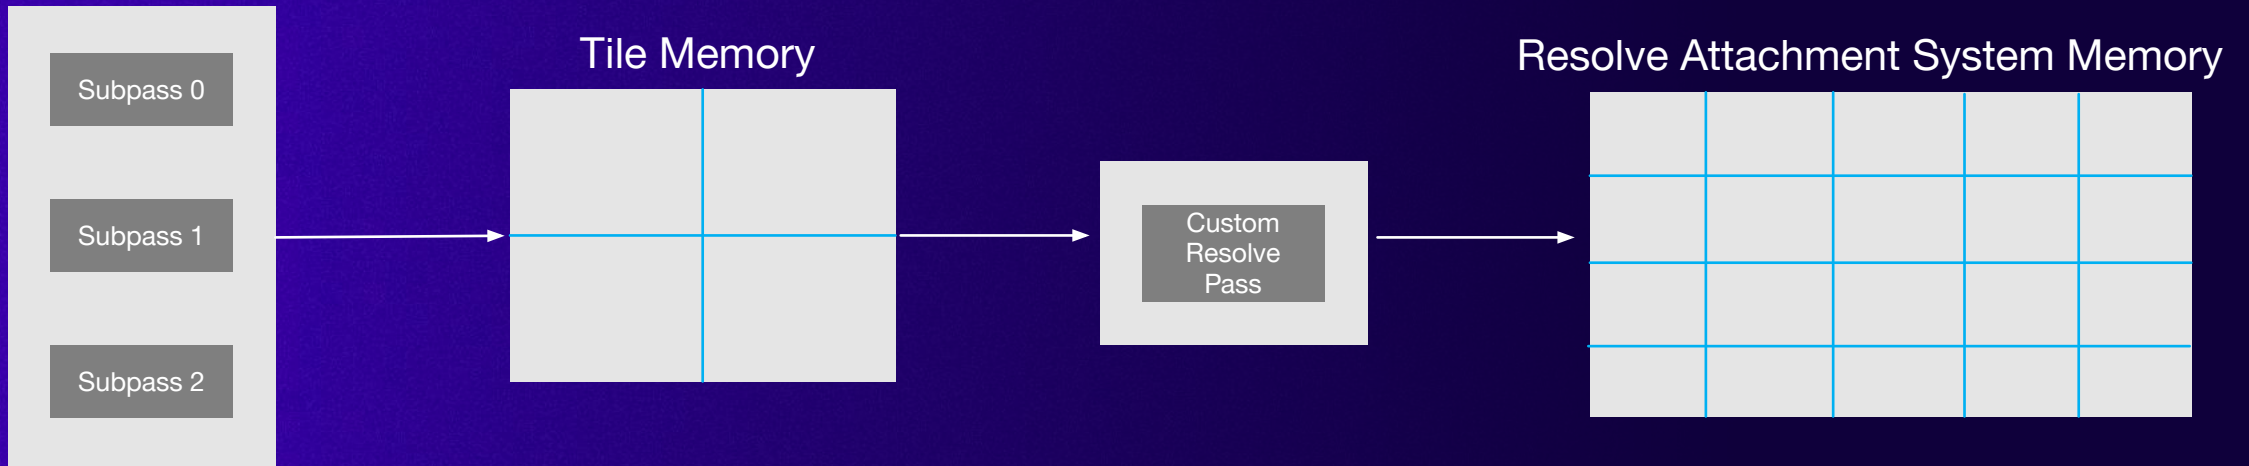 Subpass 0
Subpass 1
Subpass 2
Tile Memory
Custom
Resolve
Pass
Resolve Attachment System Memory